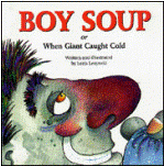 BOY SOUP
or
When Giant Caught Cold
Written and Illustrated
by Loris Lesynski